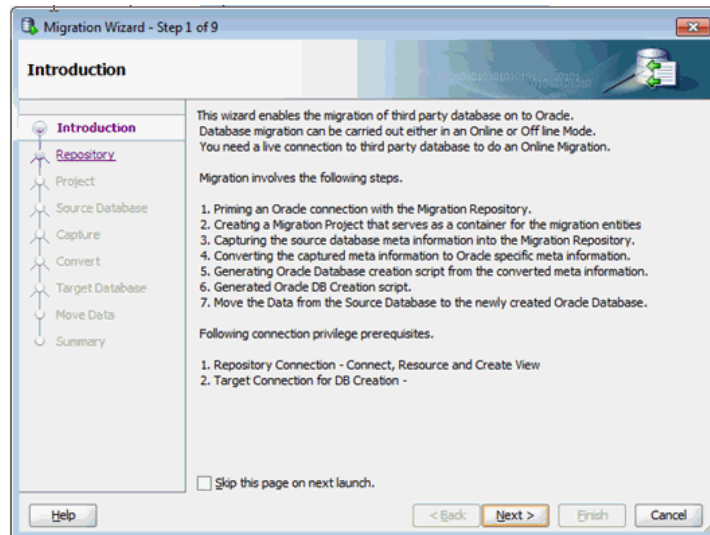 Migration Wizard - Step 1 of 9
Introduction
Introduction
Repository
Project
Source Database
Capture
Convert
Target Database
Move Data
Summary
This wizard enables the migration of third party database on to Oracle.
Database migration can be carried out either in an Online or Off line Mode.
You need a live connection to third party database to do an Online Migration.
Migration involves the following steps.
1. Priming an Oracle connection with the Migration Repository.
2. Creating a Migration Project that serves as a container for the migration entities
3. Capturing the source database meta information into the Migration Repository.
4. Converting the captured meta information to Oracle specific meta information.
5. Generating Oracle Database creation script from the converted meta information.
6. Generated Oracle DB Creation script.
7. Move the Data from the Source Database to the newly created Oracle Database.
Following connection privilege prerequisites.
1. Repository Connection - Connect, Resource and Create View
2. Target Connection for DB Creation -
Skip this page on next launch.
Help
< Back
Next >
Finish
Cancel